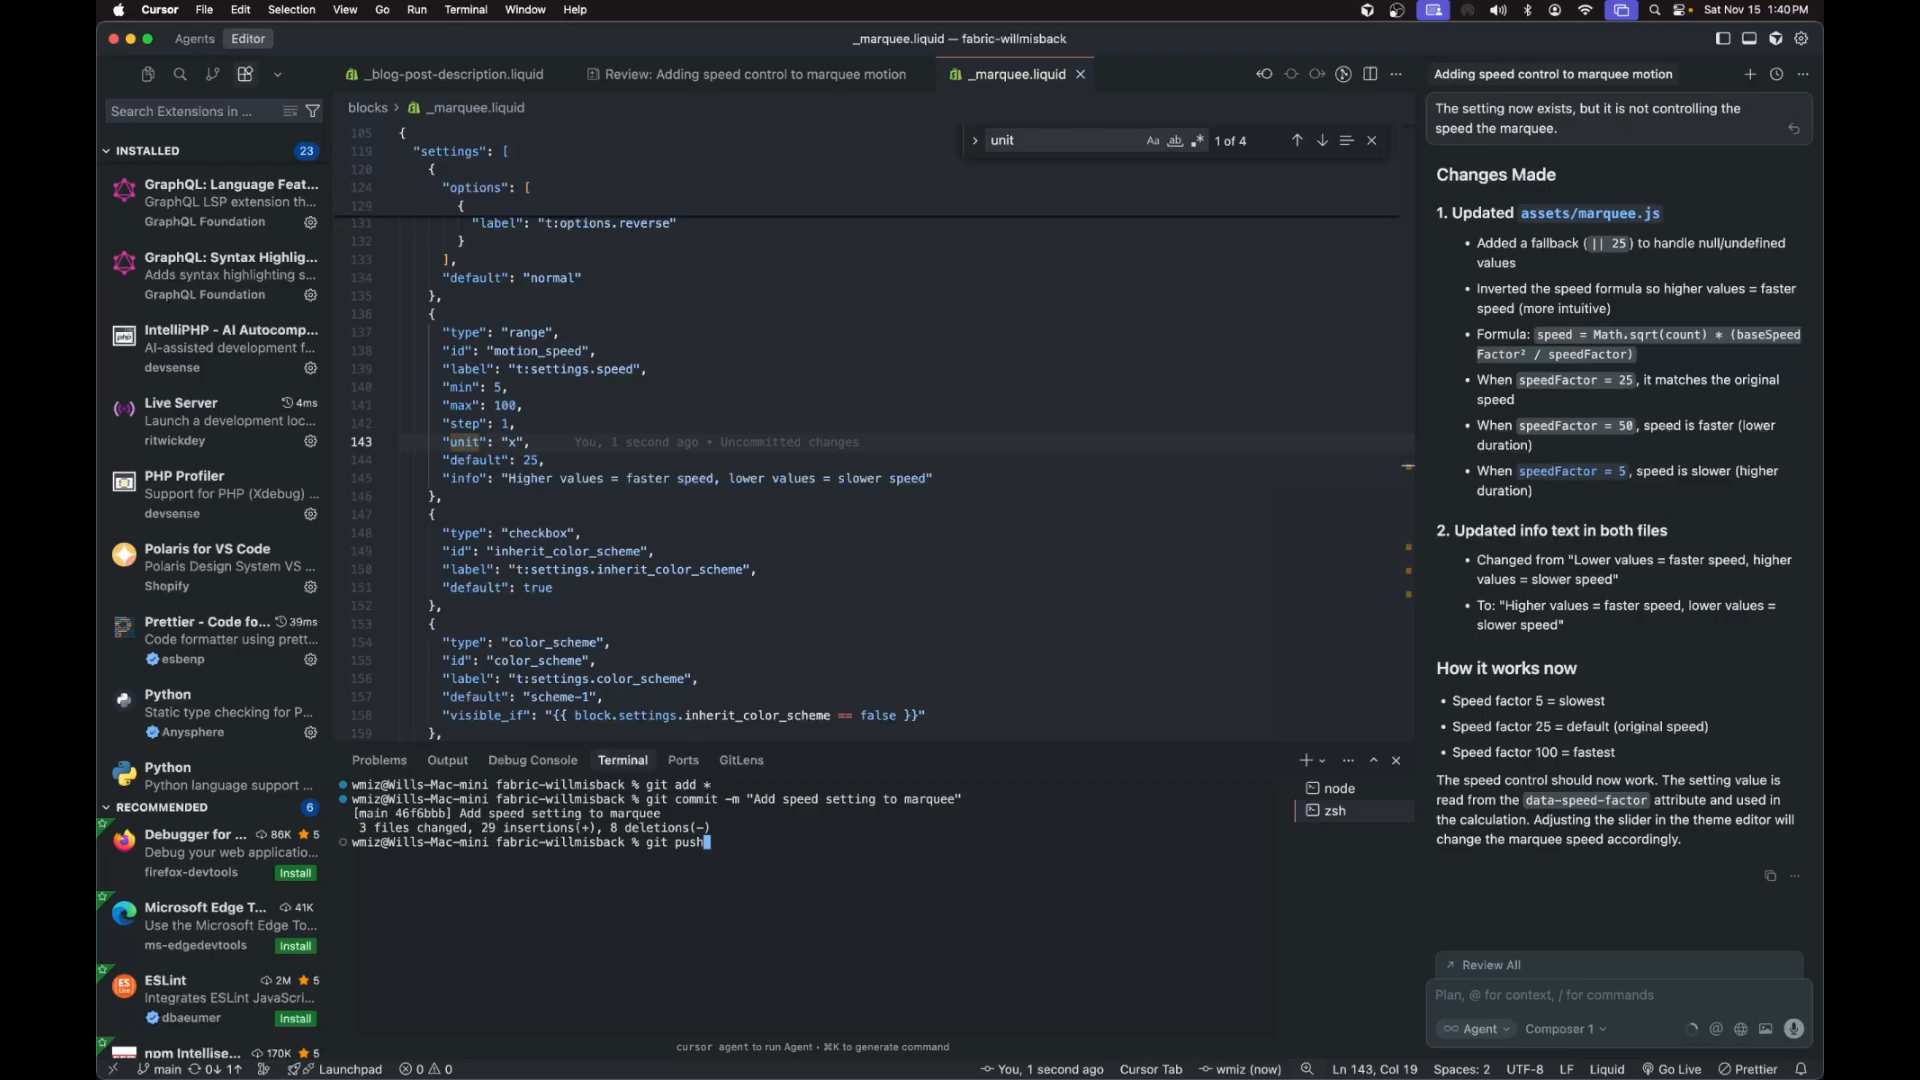 Cursor File Edit Selection View Go Run Terminal Window Help
Sat Nov 15 1:40 PM
Agents Editor
_marquee.liquid — fabric-willmisback
_blog-post-description.liquid
Review: Adding speed control to marquee motion
_marquee.liquid
Adding speed control to marquee motion
Search Extensions in ...
blocks > _marquee.liquid
INSTALLED 23
GraphQL: Language Feat...
GraphQL LSP extension th...
GraphQL Foundation
GraphQL: Syntax Highlig...
Adds syntax highlighting s...
GraphQL Foundation
IntelliPHP - AI Autocomp...
AI-assisted development f...
devsense
Live Server 4ms
Launch a development loc...
ritwickdey
PHP Profiler
Support for PHP (Xdebug) ...
devsense
Polaris for VS Code
Polaris Design System VS ...
Shopify
Prettier - Code fo... 39ms
Code formatter using prett...
esbenp
Python
Static type checking for P...
Anysphere
Python
Python language support ...
RECOMMENDED 6
Debugger for ... 86K 5
Debug your web applicatio...
firefox-devtools Install
Microsoft Edge T... 41K
Use the Microsoft Edge To...
ms-edgedevtools Install
ESLint 2M 5
Integrates ESLint JavaScri...
dbaeumer Install
npm Intellise... 170K 5
unit Aa ab 1 of 4
105 {
119 "settings": [
120 {
124 "options": [
129 {
131 "label": "t:options.reverse"
132 }
133 ],
134 "default": "normal"
135 },
136 {
137 "type": "range",
138 "id": "motion_speed",
139 "label": "t:settings.speed",
140 "min": 5,
141 "max": 100,
142 "step": 1,
143 "unit": "x", You, 1 second ago • Uncommitted changes
144 "default": 25,
145 "info": "Higher values = faster speed, lower values = slower speed"
146 },
147 {
148 "type": "checkbox",
149 "id": "inherit_color_scheme",
150 "label": "t:settings.inherit_color_scheme",
151 "default": true
152 },
153 {
154 "type": "color_scheme",
155 "id": "color_scheme",
156 "label": "t:settings.color_scheme",
157 "default": "scheme-1",
158 "visible_if": "{{ block.settings.inherit_color_scheme == false }}"
159 },
Problems Output Debug Console Terminal Ports GitLens
wmiz@Wills-Mac-mini fabric-willmisback % git add *
wmiz@Wills-Mac-mini fabric-willmisback % git commit -m "Add speed setting to marquee"
[main 46f6bbb] Add speed setting to marquee
3 files changed, 29 insertions(+), 8 deletions(-)
wmiz@Wills-Mac-mini fabric-willmisback % git push
node
zsh
cursor agent to run Agent • ⌘K to generate command
The setting now exists, but it is not controlling the
speed the marquee.
Changes Made
1. Updated assets/marquee.js
• Added a fallback (|| 25) to handle null/undefined
values
• Inverted the speed formula so higher values = faster
speed (more intuitive)
• Formula: speed = Math.sqrt(count) * (baseSpeed
Factor² / speedFactor)
• When speedFactor = 25, it matches the original
speed
• When speedFactor = 50, speed is faster (lower
duration)
• When speedFactor = 5, speed is slower (higher
duration)
2. Updated info text in both files
• Changed from "Lower values = faster speed, higher
values = slower speed"
• To: "Higher values = faster speed, lower values =
slower speed"
How it works now
• Speed factor 5 = slowest
• Speed factor 25 = default (original speed)
• Speed factor 100 = fastest
The speed control should now work. The setting value is
read from the data-speed-factor attribute and used in
the calculation. Adjusting the slider in the theme editor will
change the marquee speed accordingly.
Review All
Plan, @ for context, / for commands
Agent Composer 1
main 0↓ 1↑ Launchpad 0 0
You, 1 second ago Cursor Tab wmiz (now) Ln 143, Col 19 Spaces: 2 UTF-8 LF Liquid Go Live Prettier